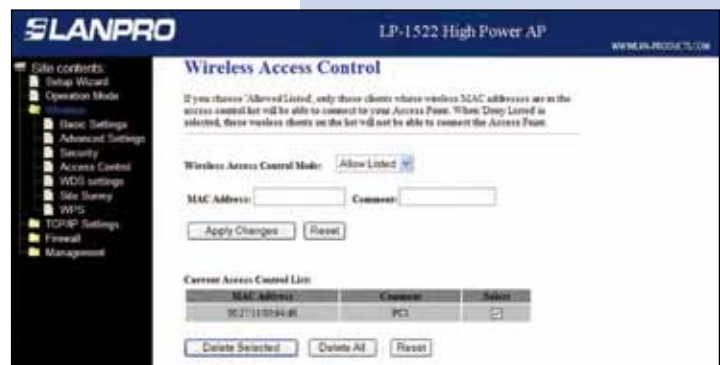 LANPRO
LP-1522 High Power AP
Site contents:
Setup Wizard
Operation Mode
Wireless
Basic Settings
Advanced Settings
Security
Access Control
WDS settings
Site Survey
WPS
TCP/IP Settings
Firewall
Management
Wireless Access Control
If you choose 'Allowed Listed', only those clients whose wireless MAC addresses are in the
access control list will be able to connect to your Access Point. When 'Deny Listed' is
selected, these wireless clients on the list will not be able to connect the Access Point.
Wireless Access Control Mode: Allow Listed
MAC Address: Comment:
Apply Changes Reset
Current Access Control List:
MAC Address Comment Select
PC1
Delete Selected Delete All Reset